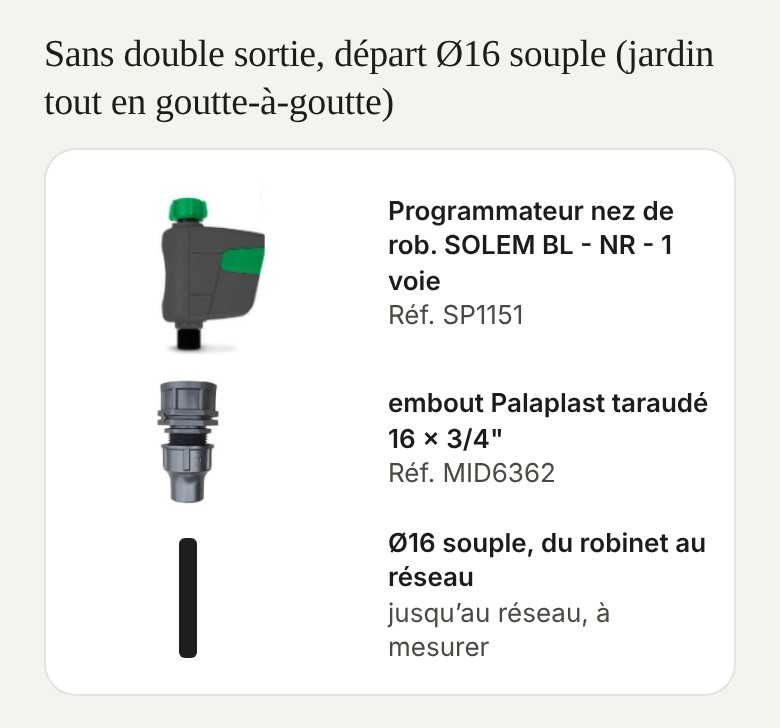 Sans double sortie, départ Ø16 souple (jardin
tout en goutte-à-goutte)
Programmateur nez de
rob. SOLEM BL - NR - 1
voie
Réf. SP1151
embout Palaplast taraudé
16 × 3/4"
Réf. MID6362
Ø16 souple, du robinet au
réseau
jusqu’au réseau, à
mesurer